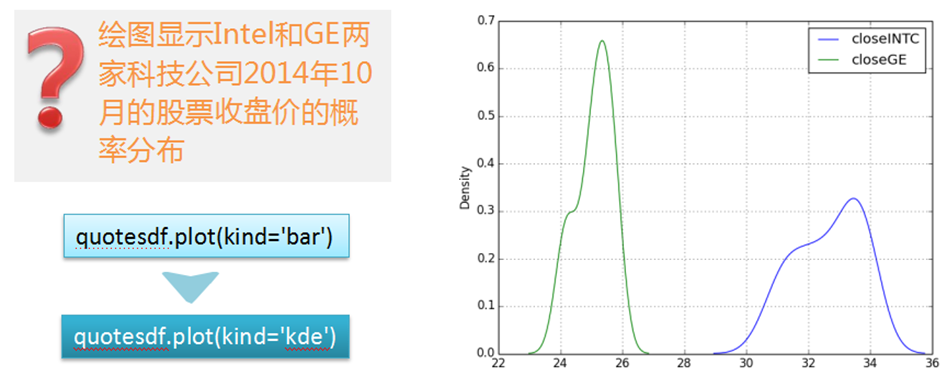 绘图显示Intel和GE两
家科技公司2014年10
月的股票收盘价的概
率分布
quotesdf.plot(kind='bar')
quotesdf.plot(kind='kde')
closeINTC
closeGE
Density
0.7
0.6
0.5
0.4
0.3
0.2
0.1
0.0
22 24 26 28 30 32 34 36